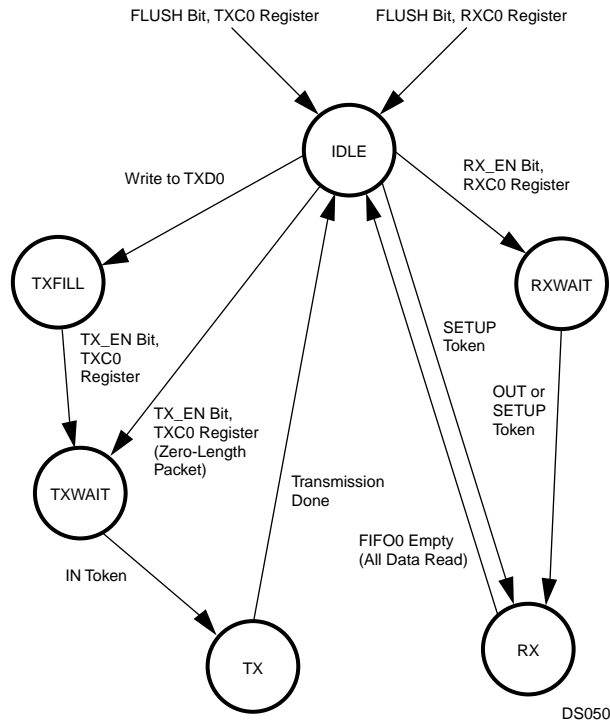 FLUSH Bit, TXC0 Register
FLUSH Bit, RXC0 Register
IDLE
Write to TXD0
RX_EN Bit,
RXC0 Register
TXFILL
RXWAIT
TX_EN Bit,
TXC0
Register
SETUP
Token
OUT or
SETUP
Token
TX_EN Bit,
TXC0 Register
(Zero-Length
Packet)
TXWAIT
Transmission
Done
FIFO0 Empty
(All Data Read)
IN Token
TX
RX
DS050